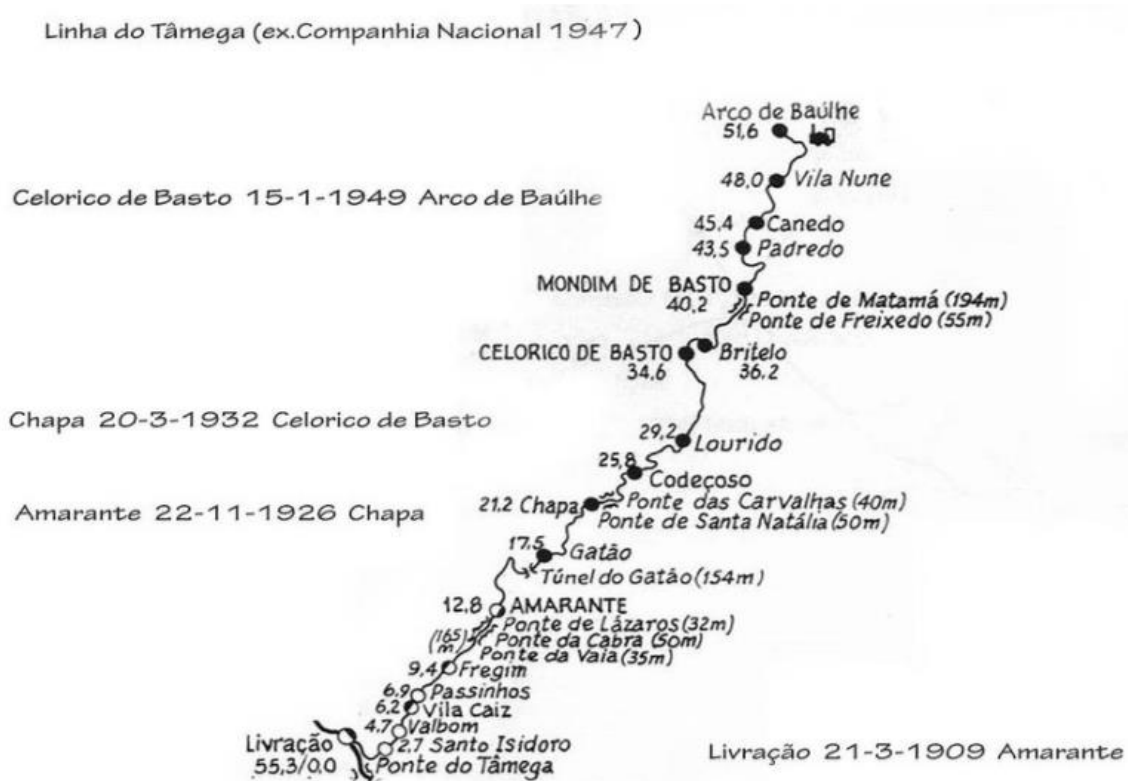 Linha do Tâmega (ex.Companhia Nacional 1947)
Arco de Baúlhe
51,6
48,0 Vila Nune
Celorico de Basto 15-1-1949 Arco de Baúlhe
45,4 Canedo
43,5 Padredo
MONDIM DE BASTO
40,2
Ponte de Matamá (194m)
Ponte de Freixedo (55m)
CELORICO DE BASTO
34,6
Britelo
36,2
Chapa 20-3-1932 Celorico de Basto
29,2 Lourido
25,8
Codeçoso
21,2 Chapa
Ponte das Carvalhas (40m)
Ponte de Santa Natália (50m)
Amarante 22-11-1926 Chapa
17,5 Gatão
Túnel do Gatão (154m)
12,8 AMARANTE
Ponte de Lázaros (32m)
(165 m) Ponte da Cabra (50m)
Ponte da Vaia (35m)
9,4 Fregim
6,9 Passinhos
6,2 Vila Caiz
4,7 Valbom
Livração
55,3/0,0
2,7 Santo Isidoro
Ponte do Tâmega
Livração 21-3-1909 Amarante